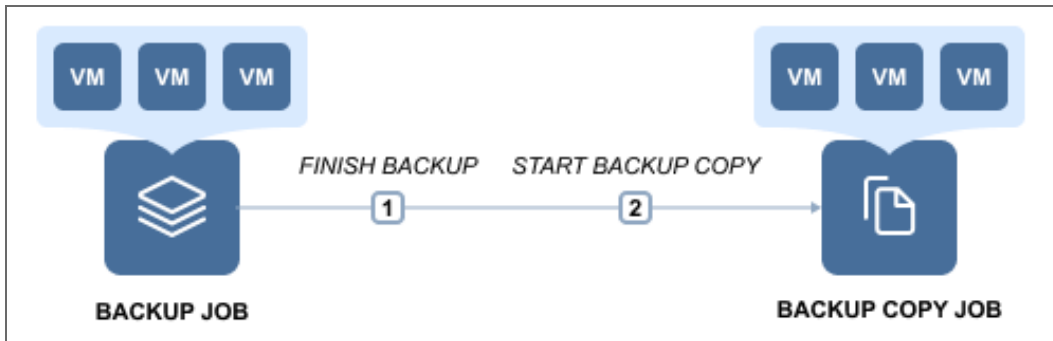 VM VM VM VM VM VM
FINISH BACKUP START BACKUP COPY
1 2
BACKUP JOB BACKUP COPY JOB